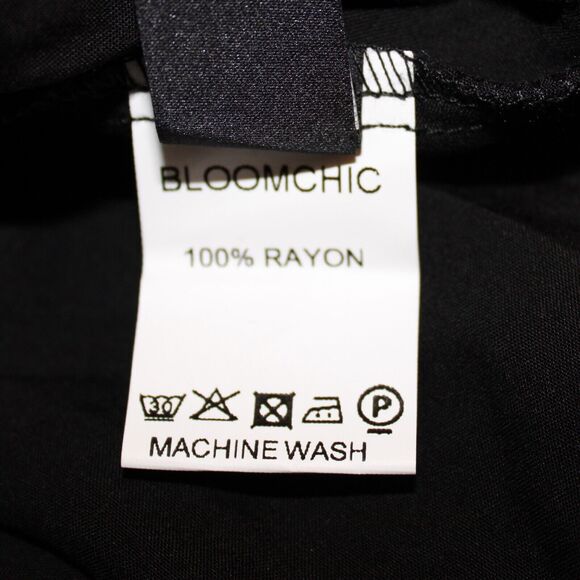 BLOOMCHIC
100% RAYON
30 P
MACHINE WASH